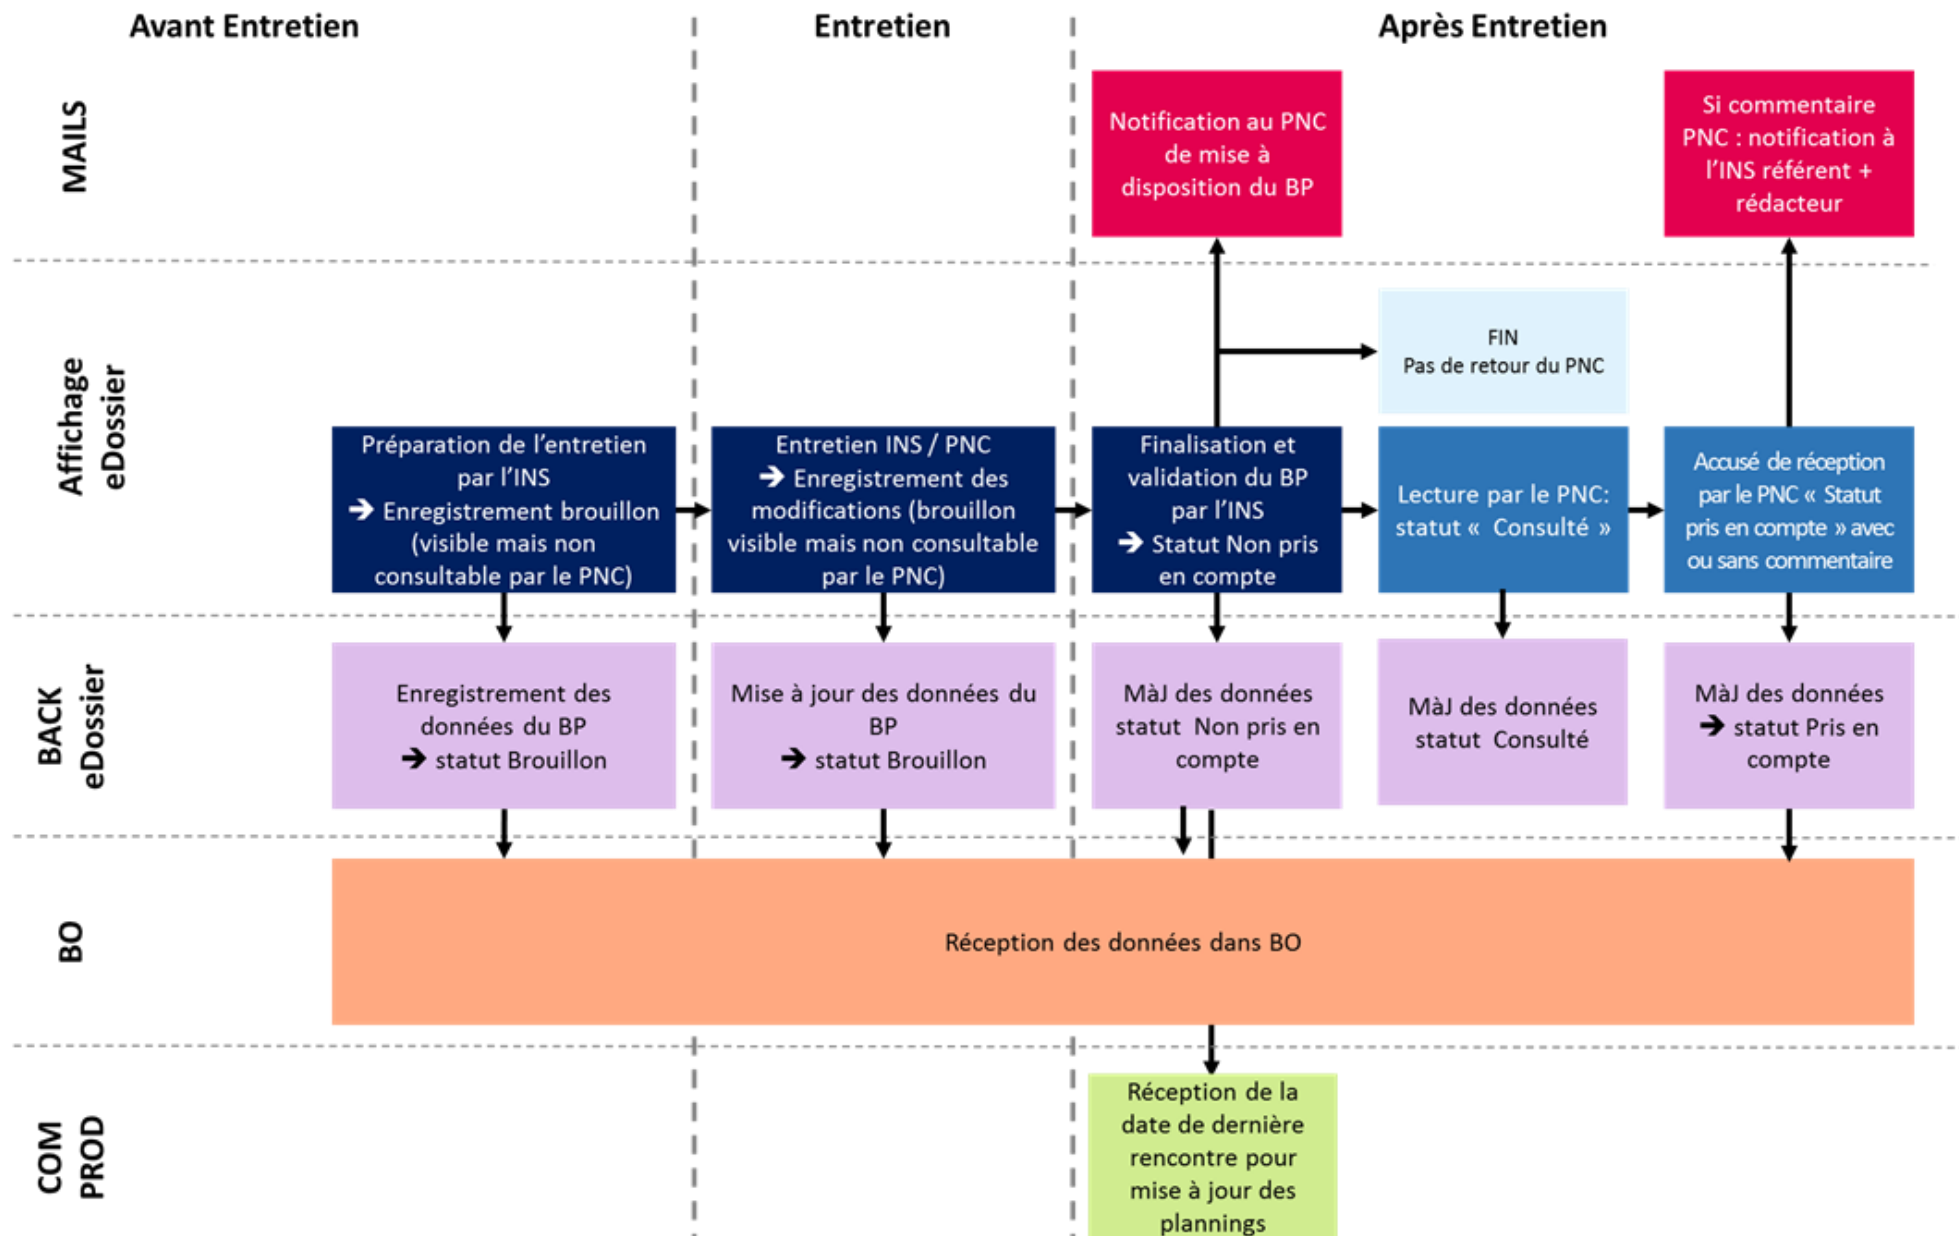 Avant Entretien
Entretien
Après Entretien
MAILS
Notification au PNC
de mise à
disposition du BP
Si commentaire
PNC : notification à
l’INS référent +
rédacteur
Affichage
eDossier
FIN
Pas de retour du PNC
Préparation de l’entretien
par l’INS
➔ Enregistrement brouillon
(visible mais non
consultable par le PNC)
Entretien INS / PNC
➔ Enregistrement des
modifications (brouillon
visible mais non consultable
par le PNC)
Finalisation et
validation du BP
par l’INS
➔ Statut Non pris
en compte
Lecture par le PNC:
statut « Consulté »
Accusé de réception
par le PNC « Statut
pris en compte » avec
ou sans commentaire
BACK
eDossier
Enregistrement des
données du BP
➔ statut Brouillon
Mise à jour des données du
BP
➔ statut Brouillon
MàJ des données
statut Non pris en
compte
MàJ des données
statut Consulté
MàJ des données
➔ statut Pris en
compte
BO
Réception des données dans BO
COM
PROD
Réception de la
date de dernière
rencontre pour
mise à jour des
plannings